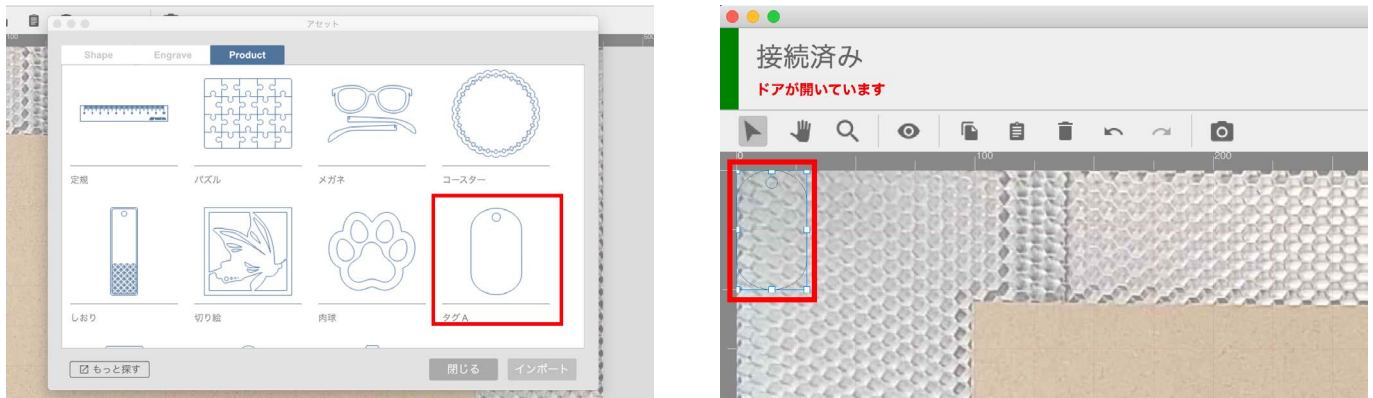 アセット
Shape
Engrave
Product
定規
パズル
メガネ
コースター
しおり
切り絵
肉球
タグ A
もっと探す
閉じる
インポート
接続済み
ドアが開いています
0
100
200